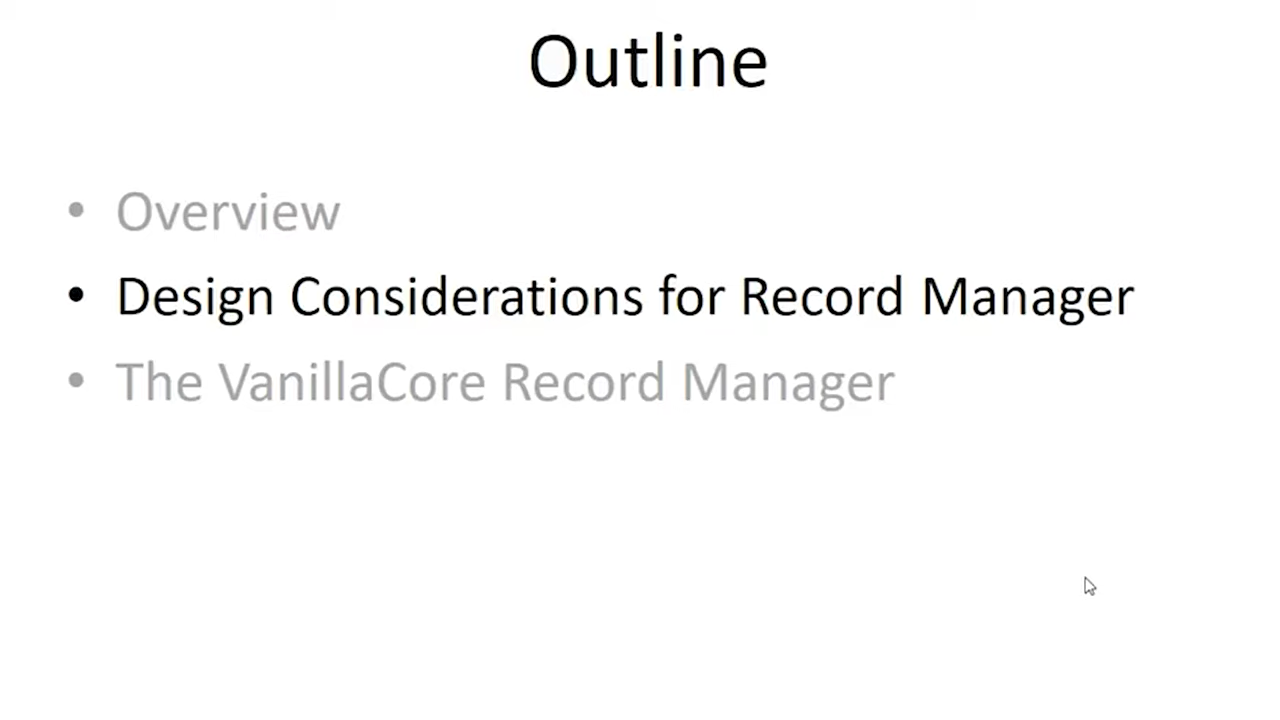 Outline
• Overview
• Design Considerations for Record Manager
• The VanillaCore Record Manager